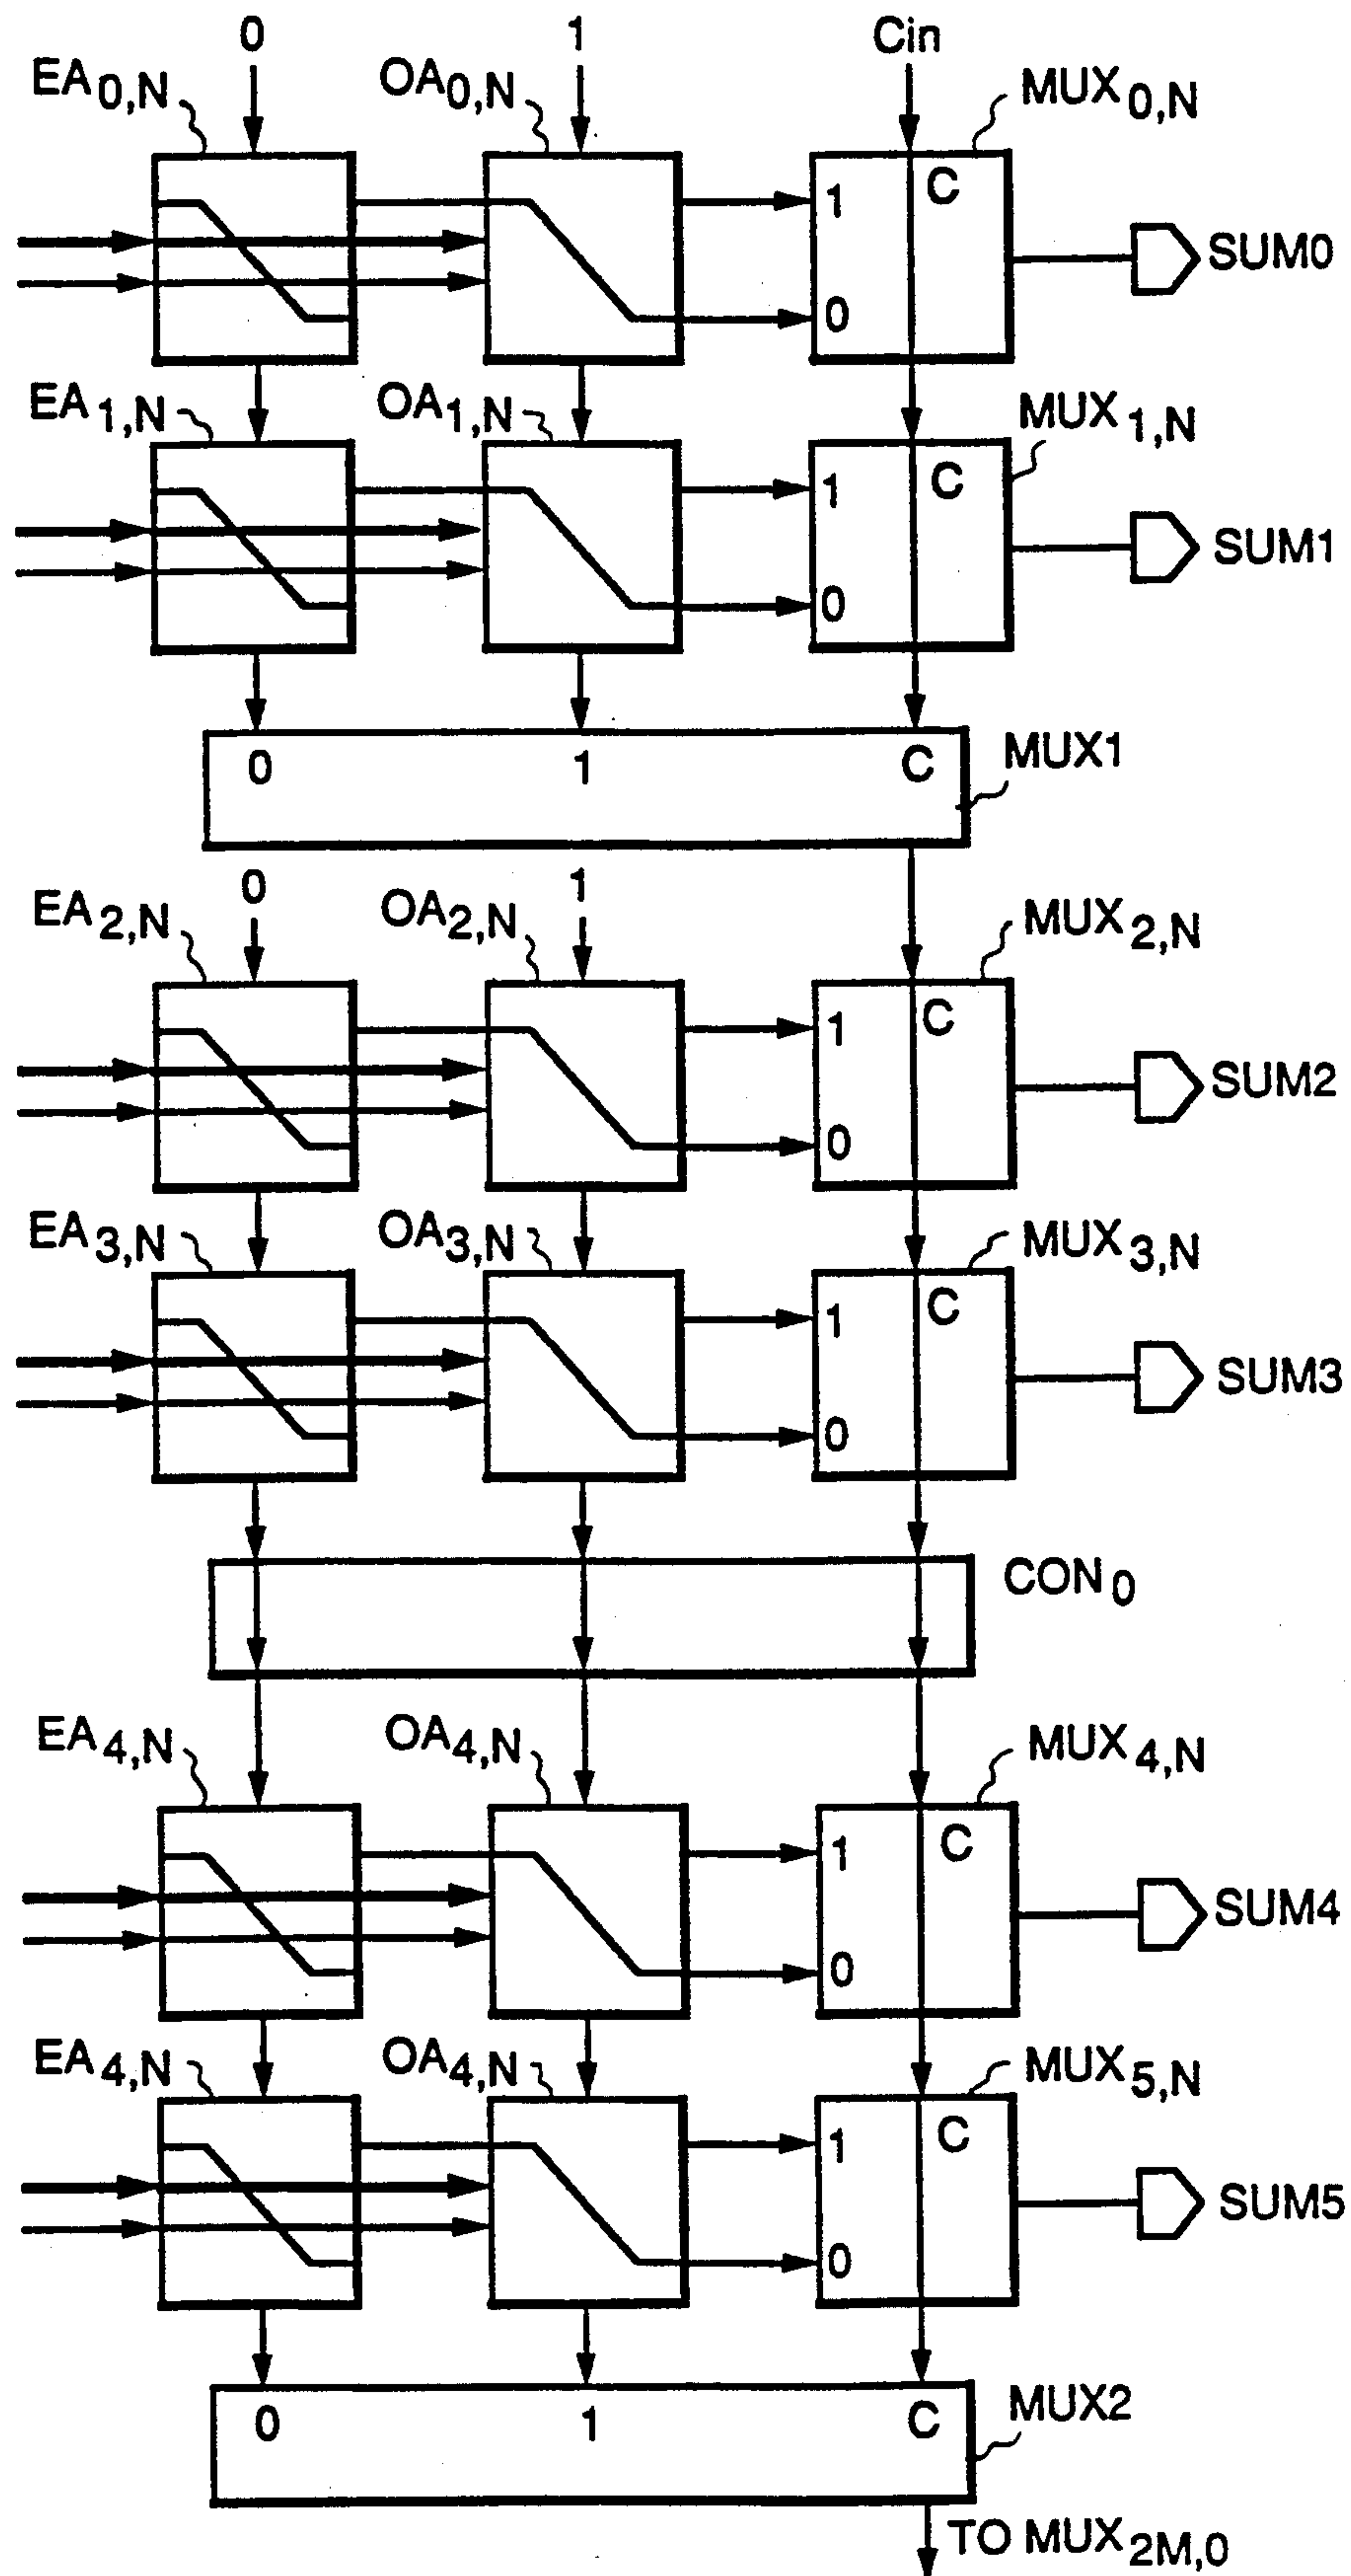 0 1 Cin
EA0,N OA0,N MUX0,N
1 C
SUM0
0
EA1,N OA1,N MUX1,N
1 C
SUM1
0
0 1 C MUX1
0 1
EA2,N OA2,N MUX2,N
1 C
SUM2
0
EA3,N OA3,N MUX3,N
1 C
SUM3
0
CON0
EA4,N OA4,N MUX4,N
1 C
SUM4
0
EA4,N OA4,N MUX5,N
1 C
SUM5
0
0 1 C MUX2
TO MUX2M,0